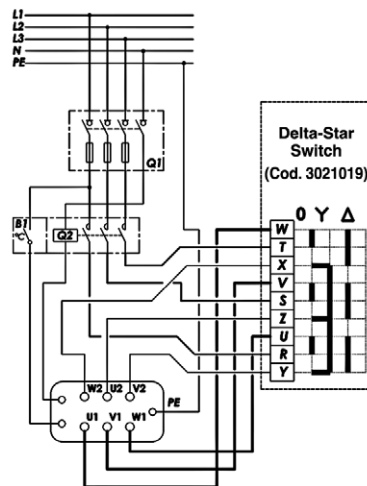 L1
L2
L3
N
PE
Q1
Delta-Star
Switch
(Cod. 3021019)
0 Y Δ
B1
Q2
W
T
X
V
S
Z
U
R
Y
W2 U2 V2
PE
U1 V1 W1